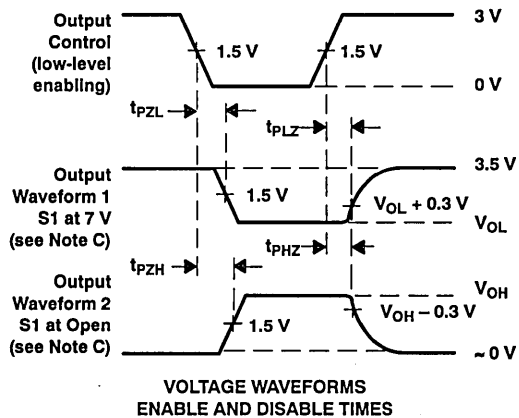 Output
Control
(low-level
enabling)
1.5 V
1.5 V
3 V
0 V
tPZL
tPLZ
Output
Waveform 1
S1 at 7 V
(see Note C)
1.5 V
3.5 V
VOL + 0.3 V
VOL
tPZH
tPHZ
Output
Waveform 2
S1 at Open
(see Note C)
1.5 V
VOH
VOH – 0.3 V
~ 0 V
VOLTAGE WAVEFORMS
ENABLE AND DISABLE TIMES